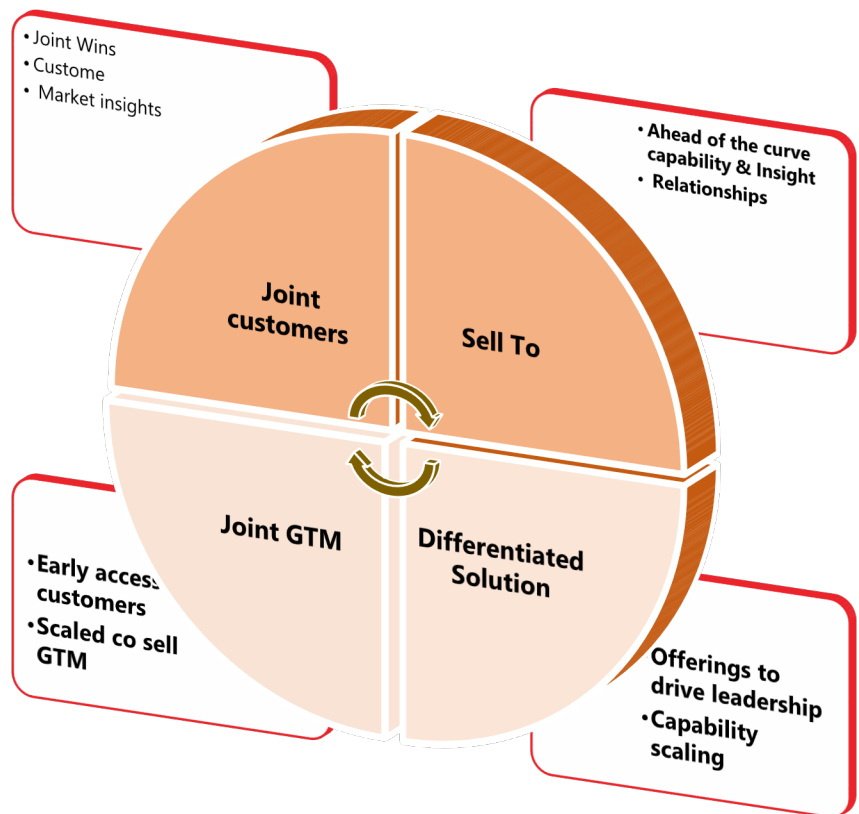 • Joint Wins
• Custome
• Market insights
• Ahead of the curve
capability & Insight
• Relationships
Joint
customers
Sell To
Joint GTM
Differentiated
Solution
• Early access
customers
• Scaled co sell
GTM
Offerings to
drive leadership
• Capability
scaling